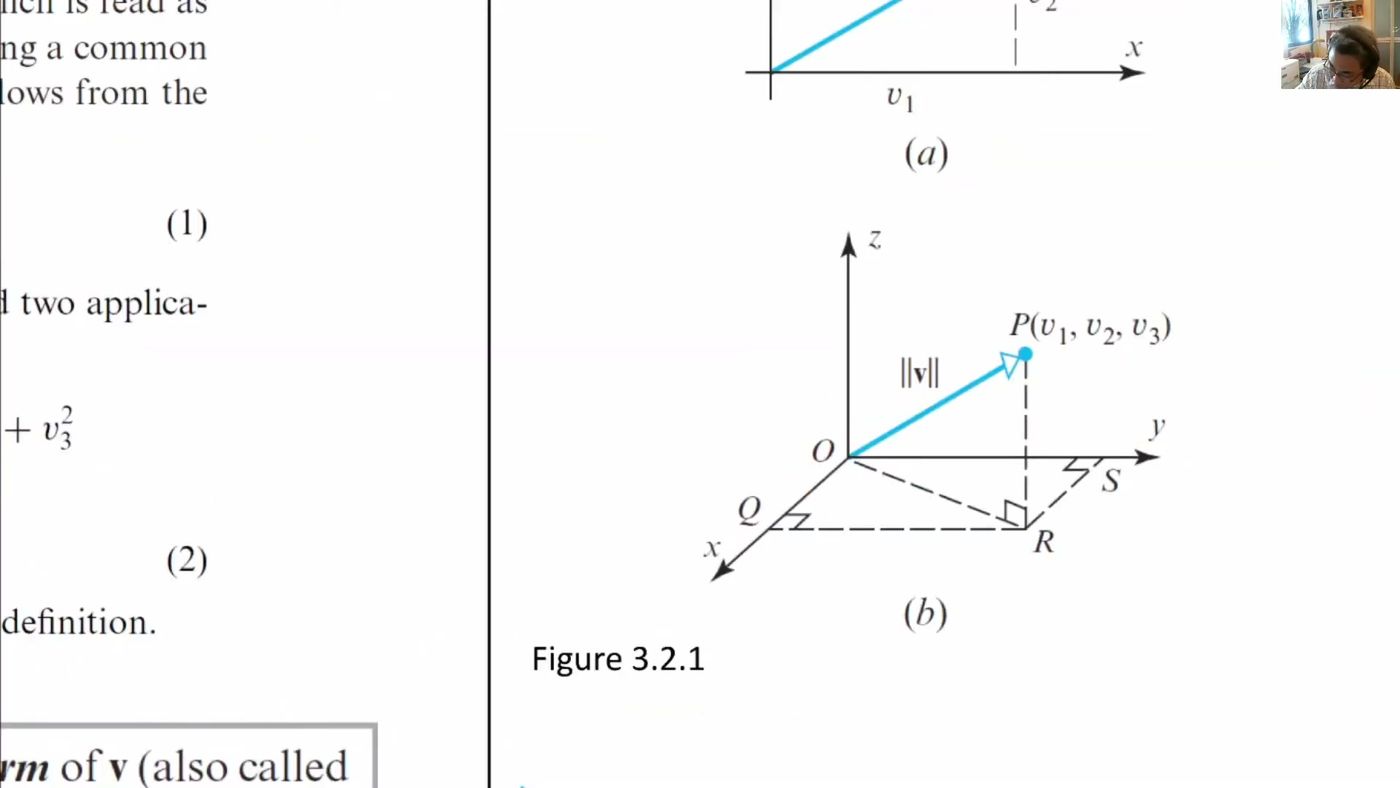 ng a common
lows from the
(1)
two applica-
+ v₃²
(2)
definition.
rm of v (also called
x
v₁
(a)
z
P(v₁, v₂, v₃)
||v||
y
O
S
Q
R
x
(b)
Figure 3.2.1